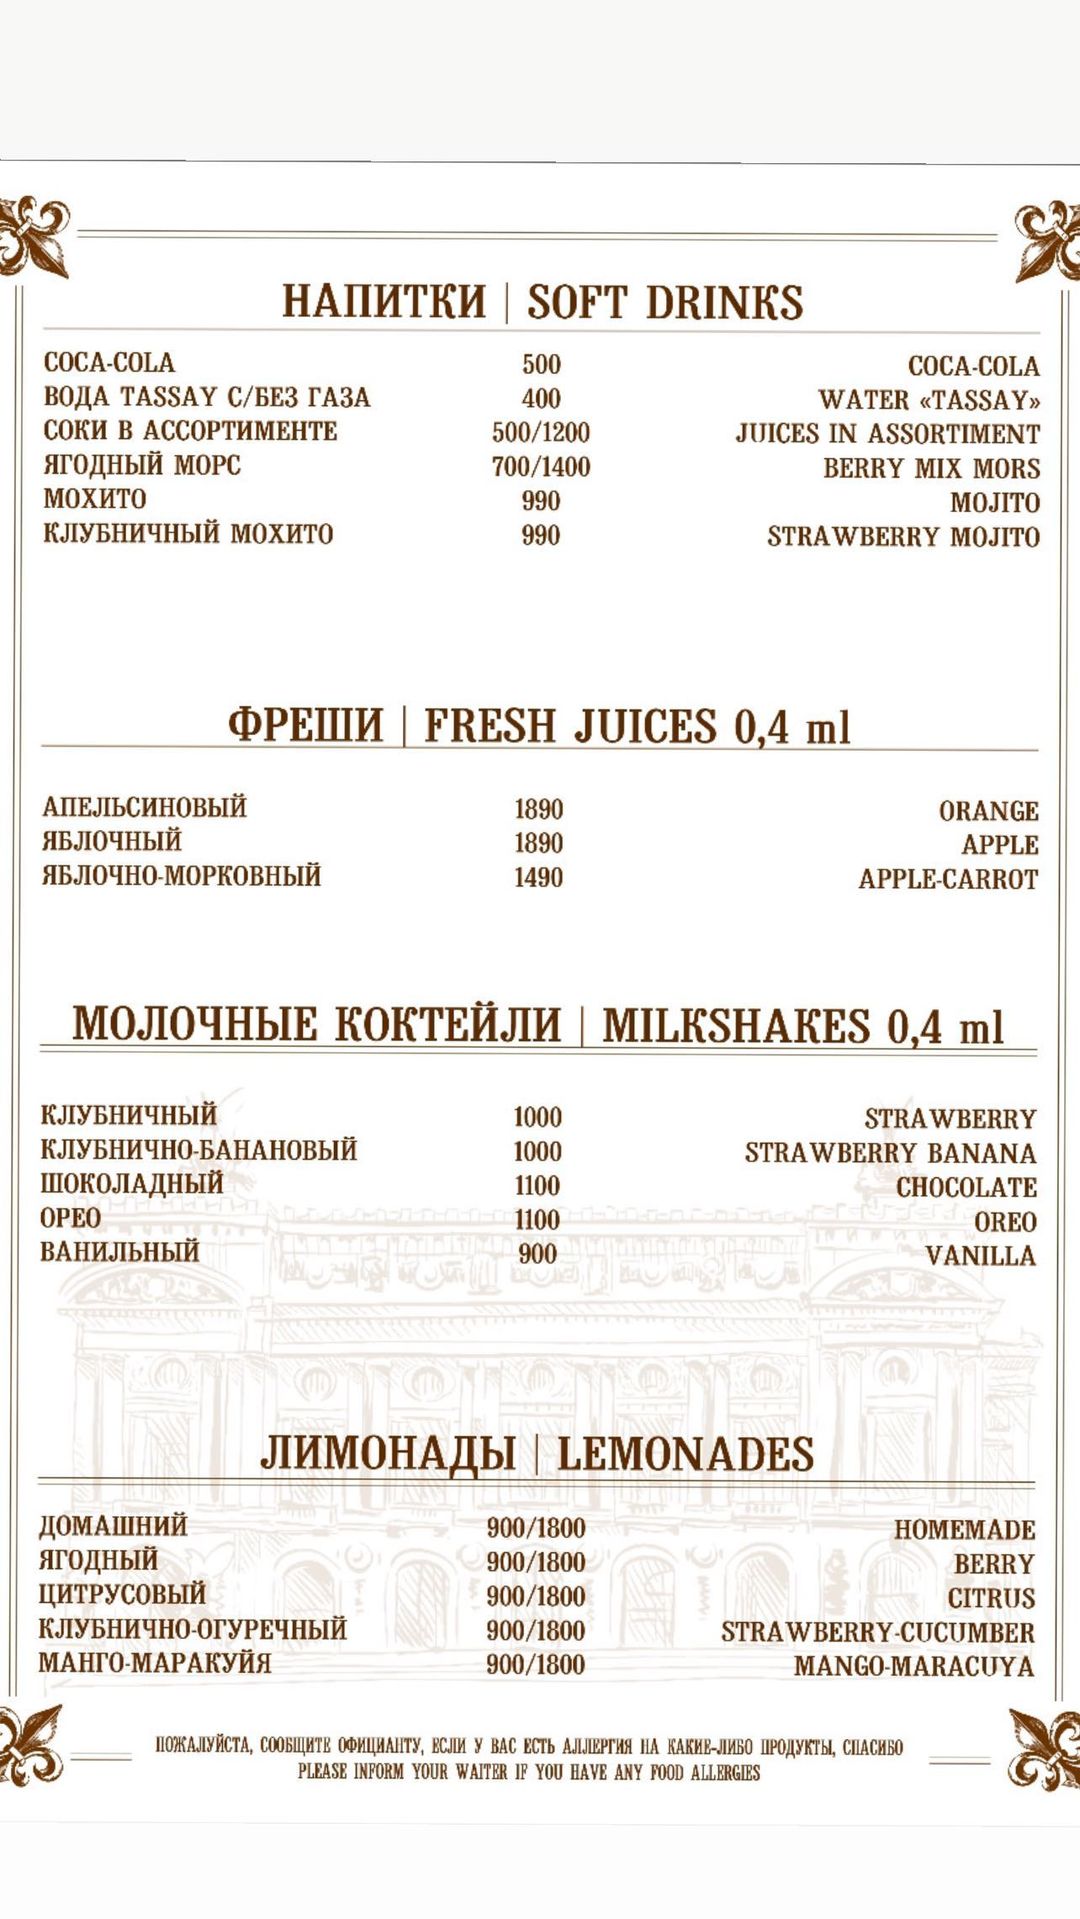 НАПИТКИ | SOFT DRINKS
COCA-COLA 500 COCA-COLA
ВОДА TASSAY С/БЕЗ ГАЗА 400 WATER «TASSAY»
СОКИ В АССОРТИМЕНТЕ 500/1200 JUICES IN ASSORTIMENT
ЯГОДНЫЙ МОРС 700/1400 BERRY MIX MORS
МОХИТО 990 MOJITO
КЛУБНИЧНЫЙ МОХИТО 990 STRAWBERRY MOJITO
ФРЕШИ | FRESH JUICES 0,4 ml
АПЕЛЬСИНОВЫЙ 1890 ORANGE
ЯБЛОЧНЫЙ 1890 APPLE
ЯБЛОЧНО-МОРКОВНЫЙ 1490 APPLE-CARROT
МОЛОЧНЫЕ КОКТЕЙЛИ | MILKSHAKES 0,4 ml
КЛУБНИЧНЫЙ 1000 STRAWBERRY
КЛУБНИЧНО-БАНАНОВЫЙ 1000 STRAWBERRY BANANA
ШОКОЛАДНЫЙ 1100 CHOCOLATE
ОРЕО 1100 OREO
ВАНИЛЬНЫЙ 900 VANILLA
ЛИМОНАДЫ | LEMONADES
ДОМАШНИЙ 900/1800 HOMEMADE
ЯГОДНЫЙ 900/1800 BERRY
ЦИТРУСОВЫЙ 900/1800 CITRUS
КЛУБНИЧНО-ОГУРЕЧНЫЙ 900/1800 STRAWBERRY-CUCUMBER
МАНГО-МАРАКУЙЯ 900/1800 MANGO-MARACUYA
ПОЖАЛУЙСТА, СООБЩИТЕ ОФИЦИАНТУ, ЕСЛИ У ВАС ЕСТЬ АЛЛЕРГИЯ НА КАКИЕ-ЛИБО ПРОДУКТЫ, СПАСИБО
PLEASE INFORM YOUR WAITER IF YOU HAVE ANY FOOD ALLERGIES